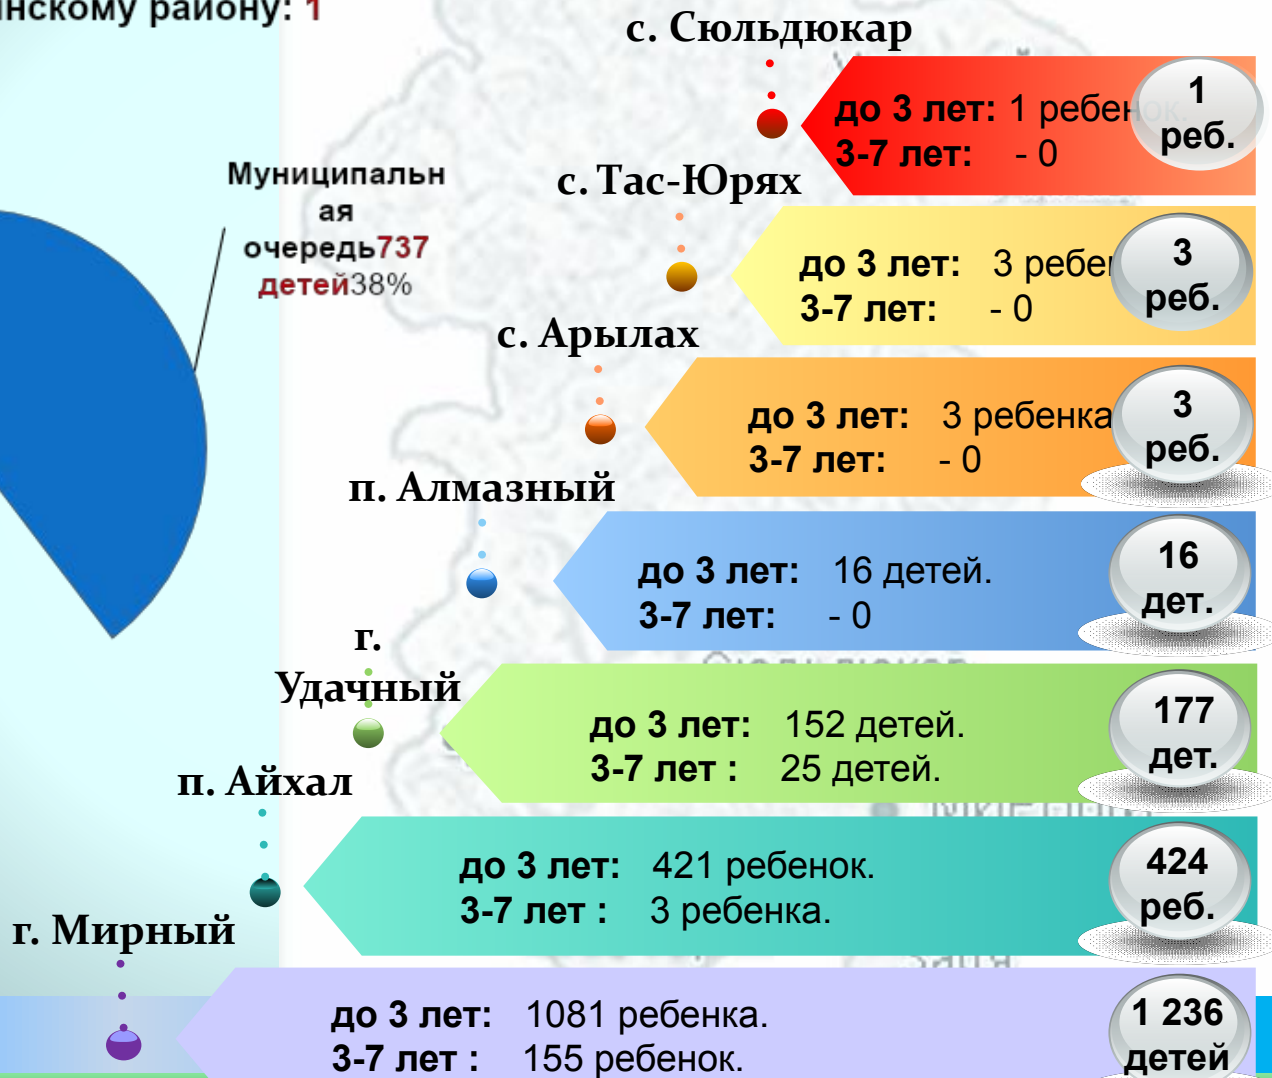 нскому району: 1
Муниципальн
ая
очередь737
детей38%
с. Сюльдюкар
до 3 лет: 1 ребенок.
3-7 лет: - 0
1
реб.
с. Тас-Юрях
до 3 лет: 3 ребе
3-7 лет: - 0
3
реб.
с. Арылах
до 3 лет: 3 ребенка
3-7 лет: - 0
3
реб.
п. Алмазный
до 3 лет: 16 детей.
3-7 лет: - 0
16
дет.
г.
Удачный
до 3 лет: 152 детей.
3-7 лет : 25 детей.
177
дет.
п. Айхал
до 3 лет: 421 ребенок.
3-7 лет : 3 ребенка.
424
реб.
г. Мирный
до 3 лет: 1081 ребенка.
3-7 лет : 155 ребенок.
1 236
детей